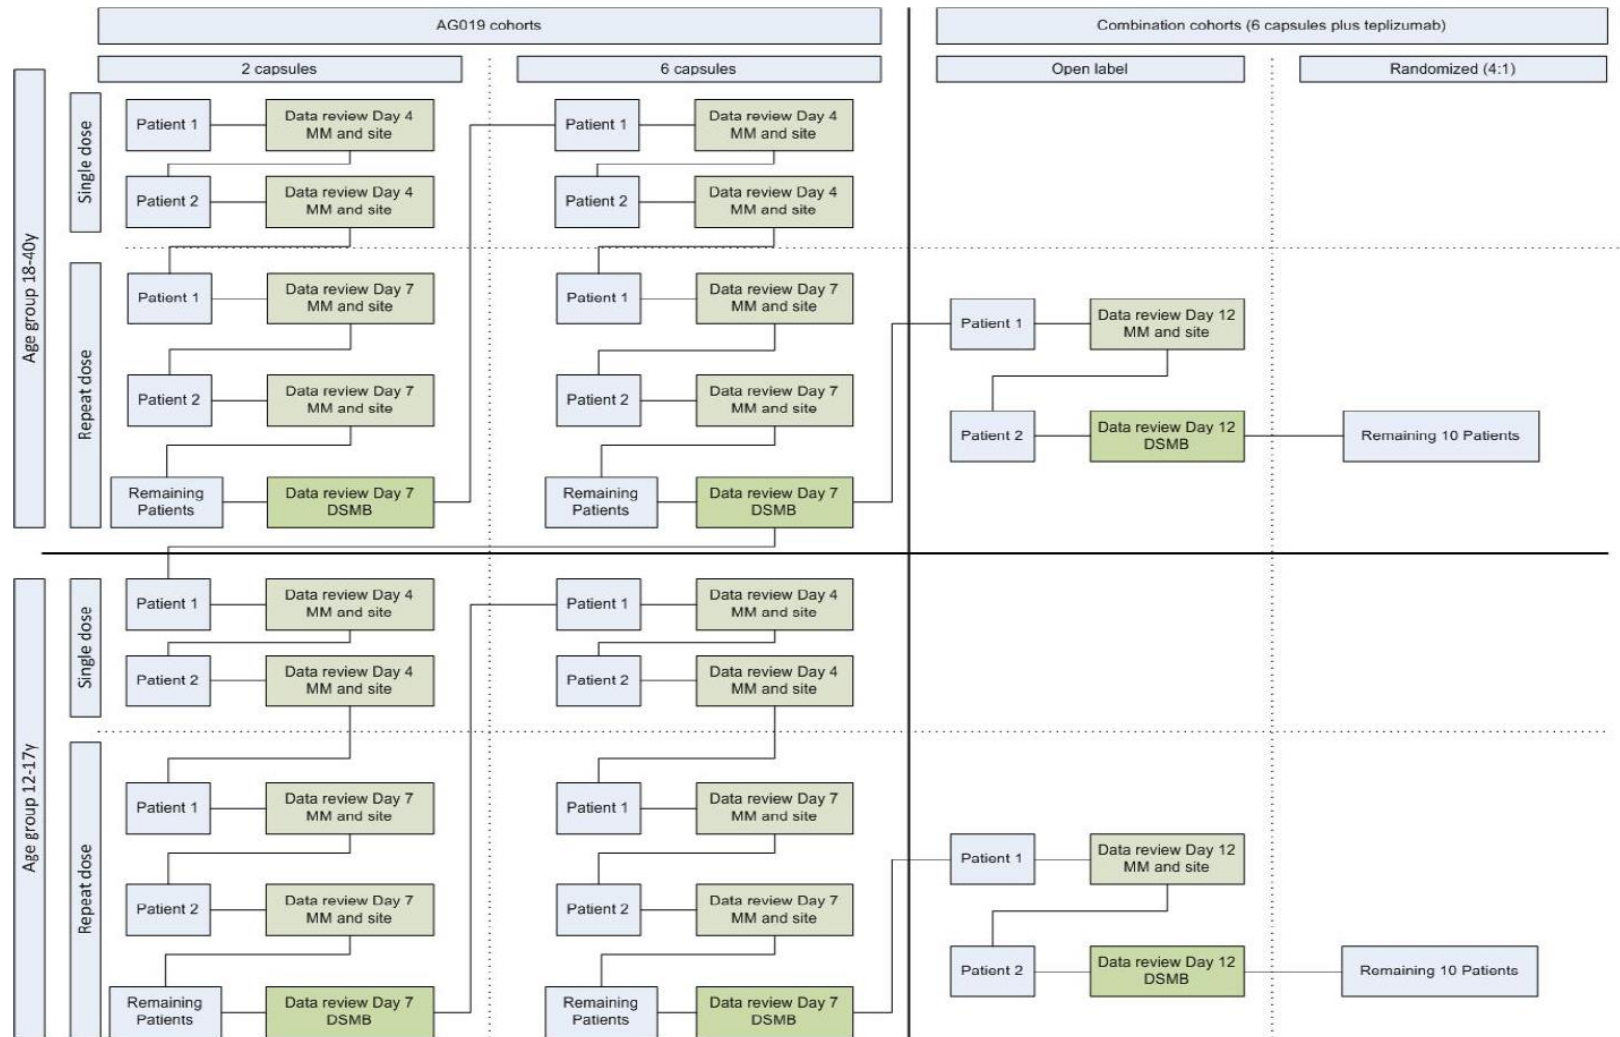 AG019 cohorts
Combination cohorts (6 capsules plus teplizumab)
2 capsules
6 capsules
Open label
Randomized (4:1)
Age group 18-40y
Single dose
Patient 1
Data review Day 4
MM and site
Patient 1
Data review Day 4
MM and site
Patient 2
Data review Day 4
MM and site
Patient 2
Data review Day 4
MM and site
Repeat dose
Patient 1
Data review Day 7
MM and site
Patient 1
Data review Day 7
MM and site
Patient 1
Data review Day 12
MM and site
Patient 2
Data review Day 7
MM and site
Patient 2
Data review Day 7
MM and site
Patient 2
Data review Day 12
DSMB
Remaining 10 Patients
Remaining
Patients
Data review Day 7
DSMB
Remaining
Patients
Data review Day 7
DSMB
Age group 12-17y
Single dose
Patient 1
Data review Day 4
MM and site
Patient 1
Data review Day 4
MM and site
Patient 2
Data review Day 4
MM and site
Patient 2
Data review Day 4
MM and site
Repeat dose
Patient 1
Data review Day 7
MM and site
Patient 1
Data review Day 7
MM and site
Patient 1
Data review Day 12
MM and site
Patient 2
Data review Day 7
MM and site
Patient 2
Data review Day 7
MM and site
Patient 2
Data review Day 12
DSMB
Remaining 10 Patients
Remaining
Patients
Data review Day 7
DSMB
Remaining
Patients
Data review Day 7
DSMB